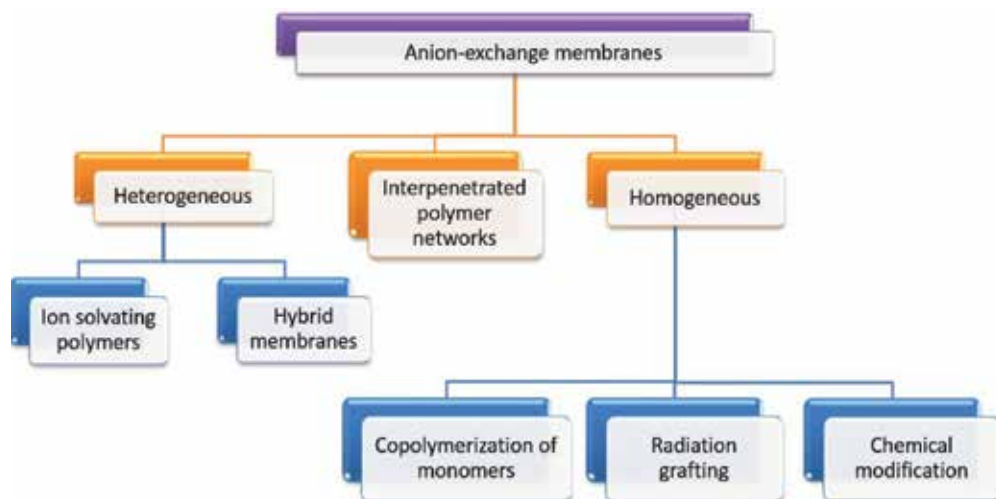 Anion-exchange membranes
Heterogeneous
Interpenetrated
polymer
networks
Homogeneous
Ion solvating
polymers
Hybrid
membranes
Copolymerization of
monomers
Radiation
grafting
Chemical
modification